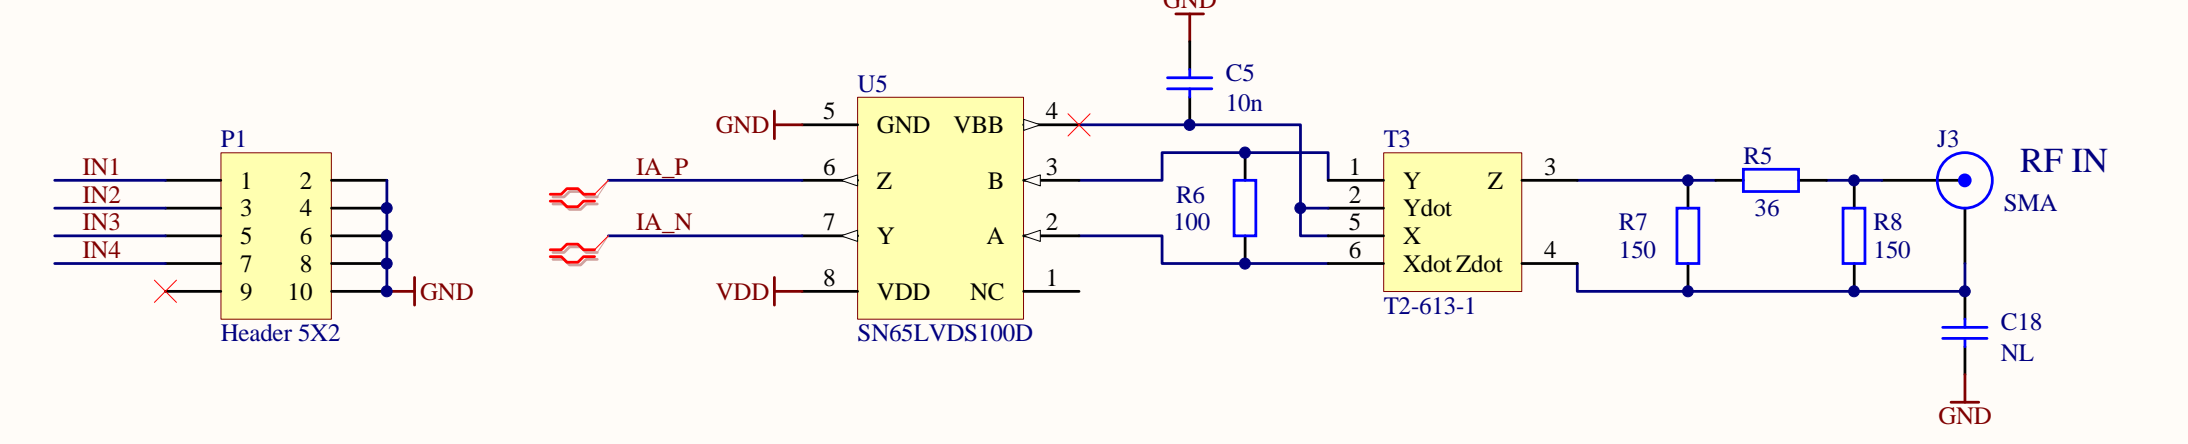 GND
C5
10n
U5
GND
5
GND
VBB
4
P1
T3
J3
RF IN
IN1
1
2
IA_P
6
Z
B
3
1
Y
Z
3
R5
36
SMA
IN2
3
4
R6
100
2
Ydot
IN3
5
6
IA_N
7
Y
A
2
5
X
R7
150
R8
150
IN4
7
8
6
Xdot
Zdot
4
9
10
GND
VDD
8
VDD
NC
1
T2-613-1
Header 5X2
SN65LVDS100D
C18
NL
GND